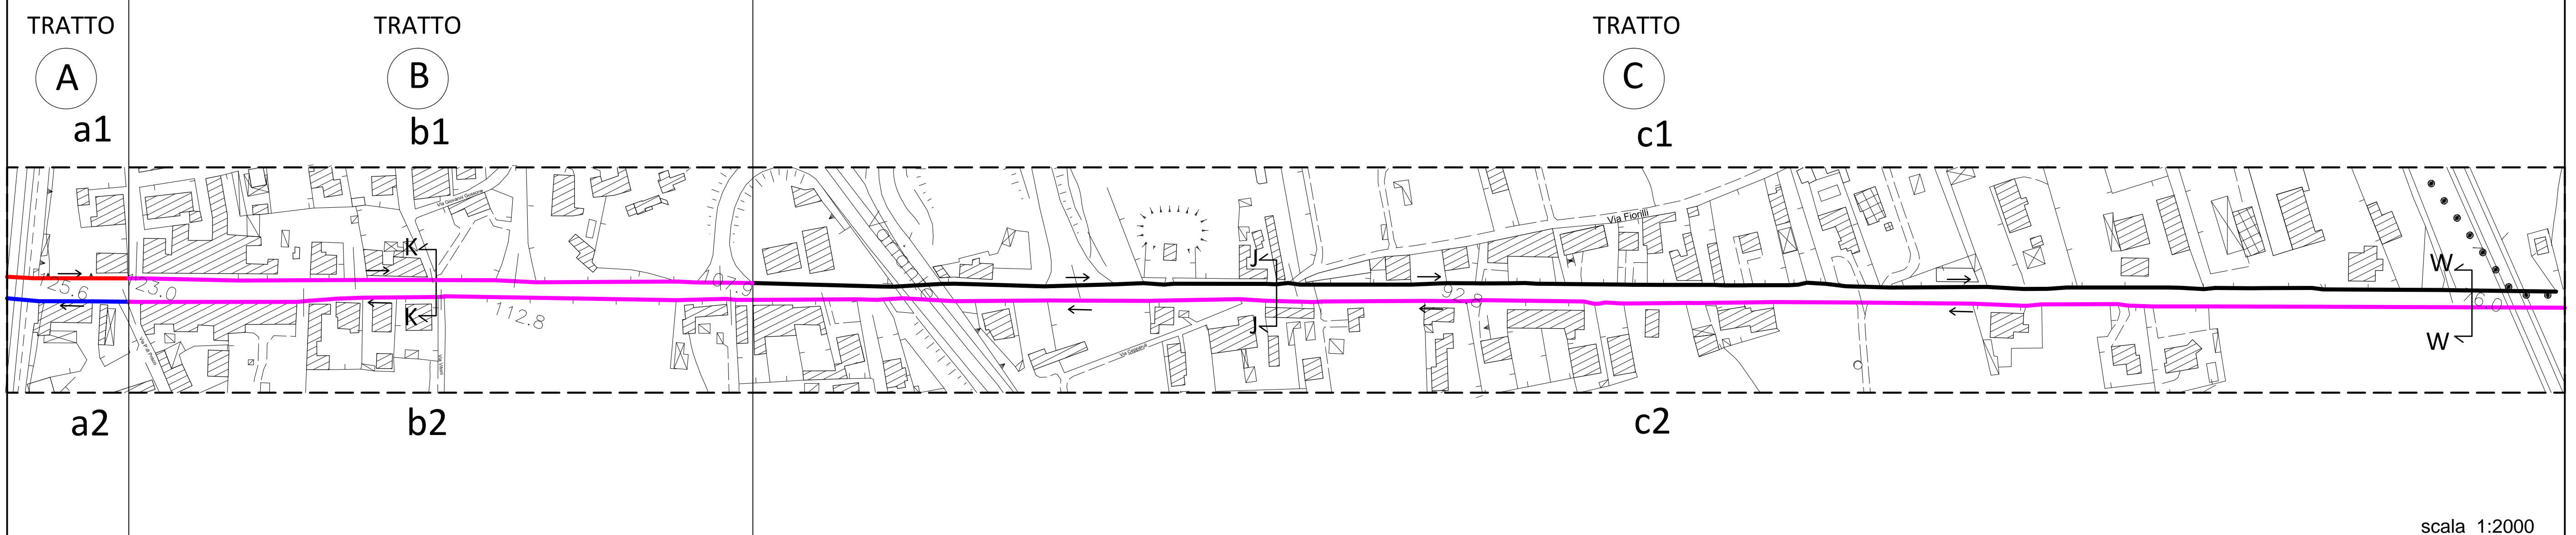 TRATTO
TRATTO
TRATTO
A
B
C
a1
b1
c1
Via Fiorilli
K
J
W
125.6
123.0
107.9
92.8
76.0
112.8
K
J
W
a2
b2
c2
scala 1:2000